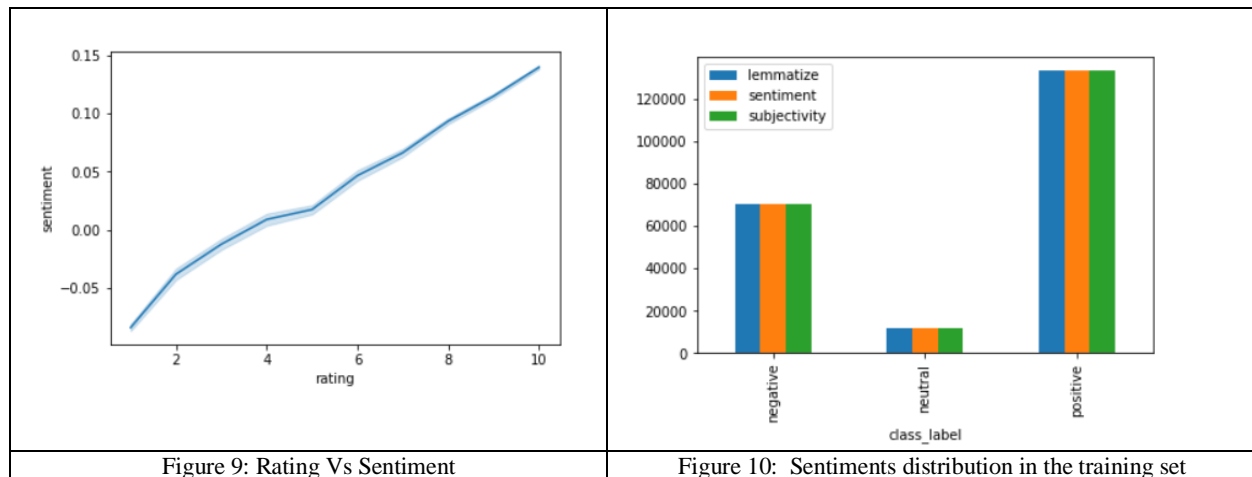 0.15
0.10
0.05
0.00
−0.05
sentiment
2 4 6 8 10
rating
Figure 9: Rating Vs Sentiment
lemmatize
sentiment
subjectivity
120000
100000
80000
60000
40000
20000
0
negative
neutral
positive
class_label
Figure 10: Sentiments distribution in the training set